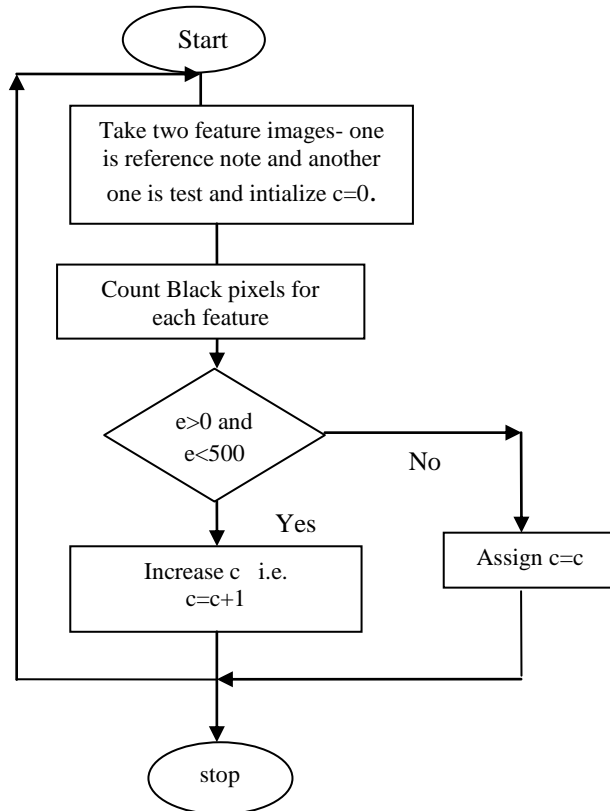 Start
Take two feature images- one
is reference note and another
one is test and intialize c=0.
Count Black pixels for
each feature
e>0 and
e<500
No
Yes
Increase c i.e.
c=c+1
Assign c=c
stop